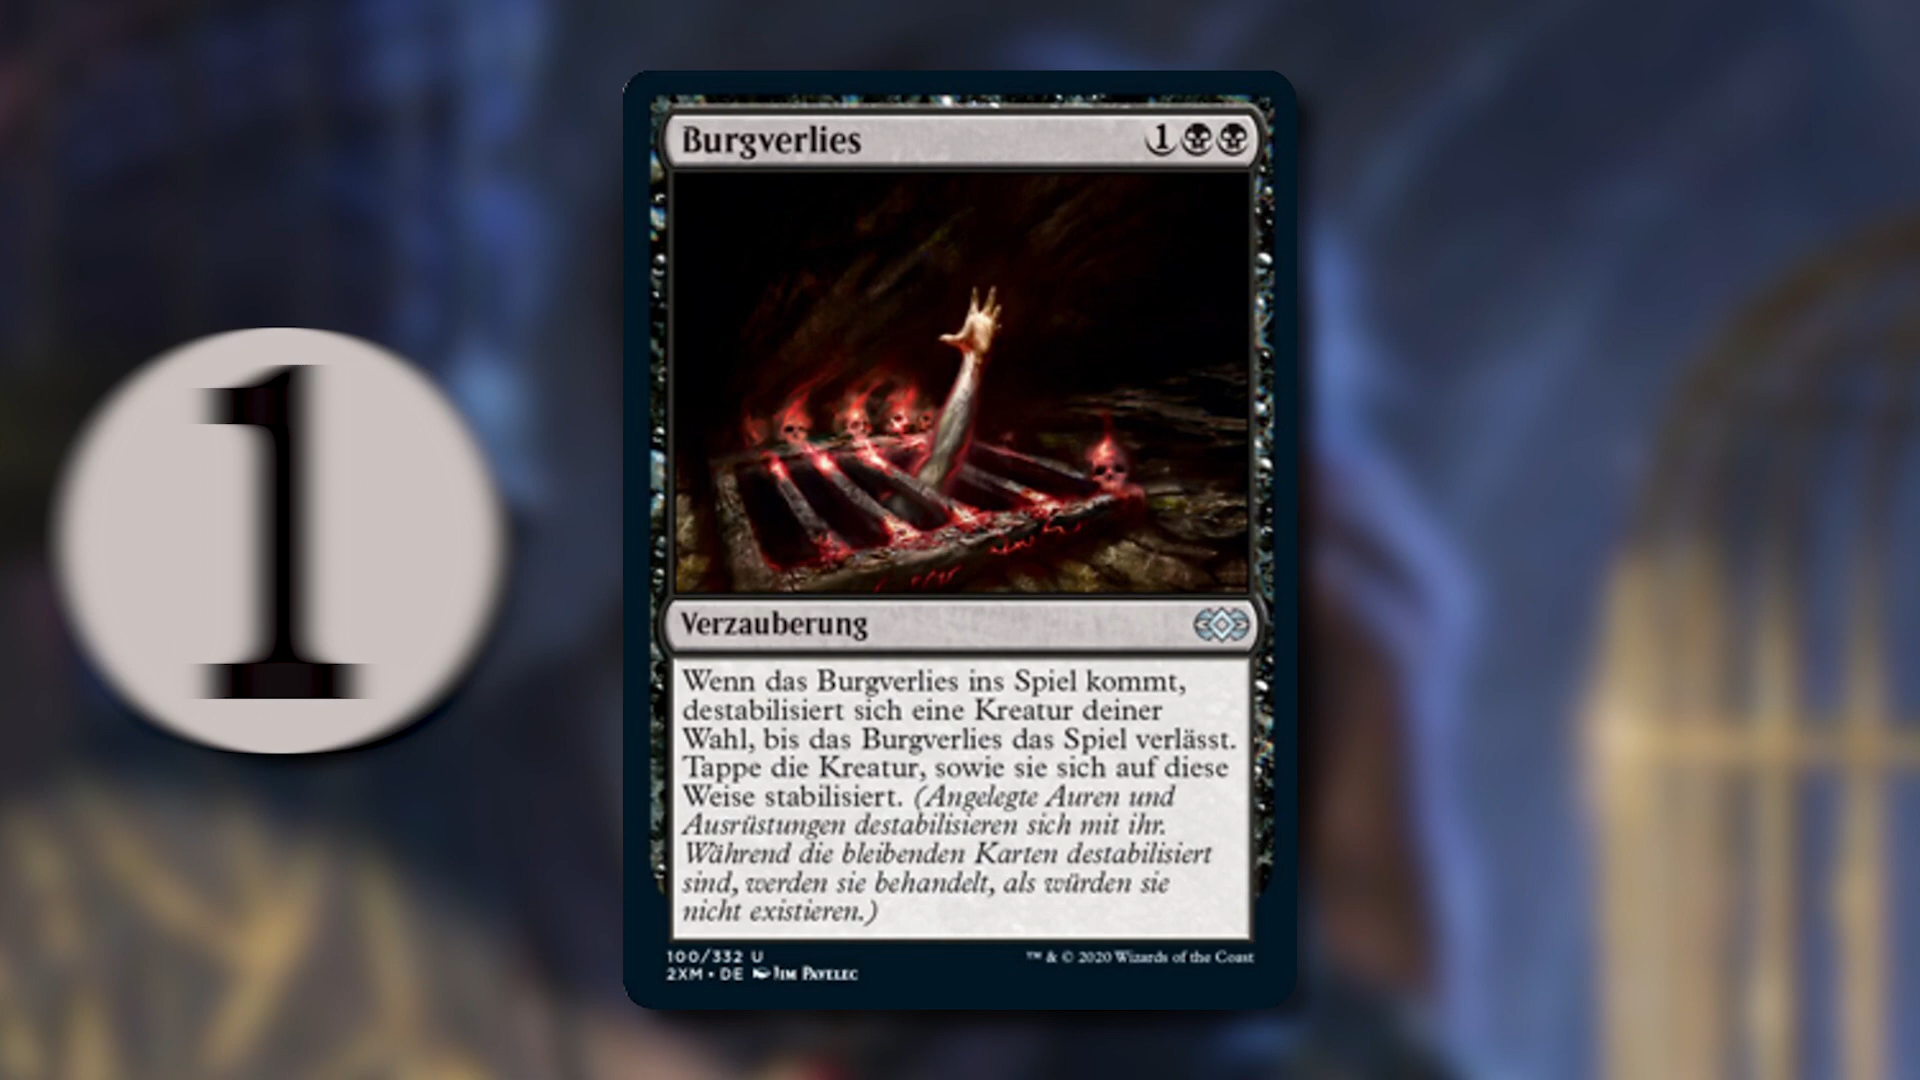 1
Burgverlies 1
Verzauberung
Wenn das Burgverlies ins Spiel kommt,
destabilisiert sich eine Kreatur deiner
Wahl, bis das Burgverlies das Spiel verlässt.
Tappe die Kreatur, sowie sie sich auf diese
Weise stabilisiert. (Angelegte Auren und
Ausrüstungen destabilisieren sich mit ihr.
Während die bleibenden Karten destabilisiert
sind, werden sie behandelt, als würden sie
nicht existieren.)
100/332 U ™ & © 2020 Wizards of the Coast
2XM • DE Jim Pavelec